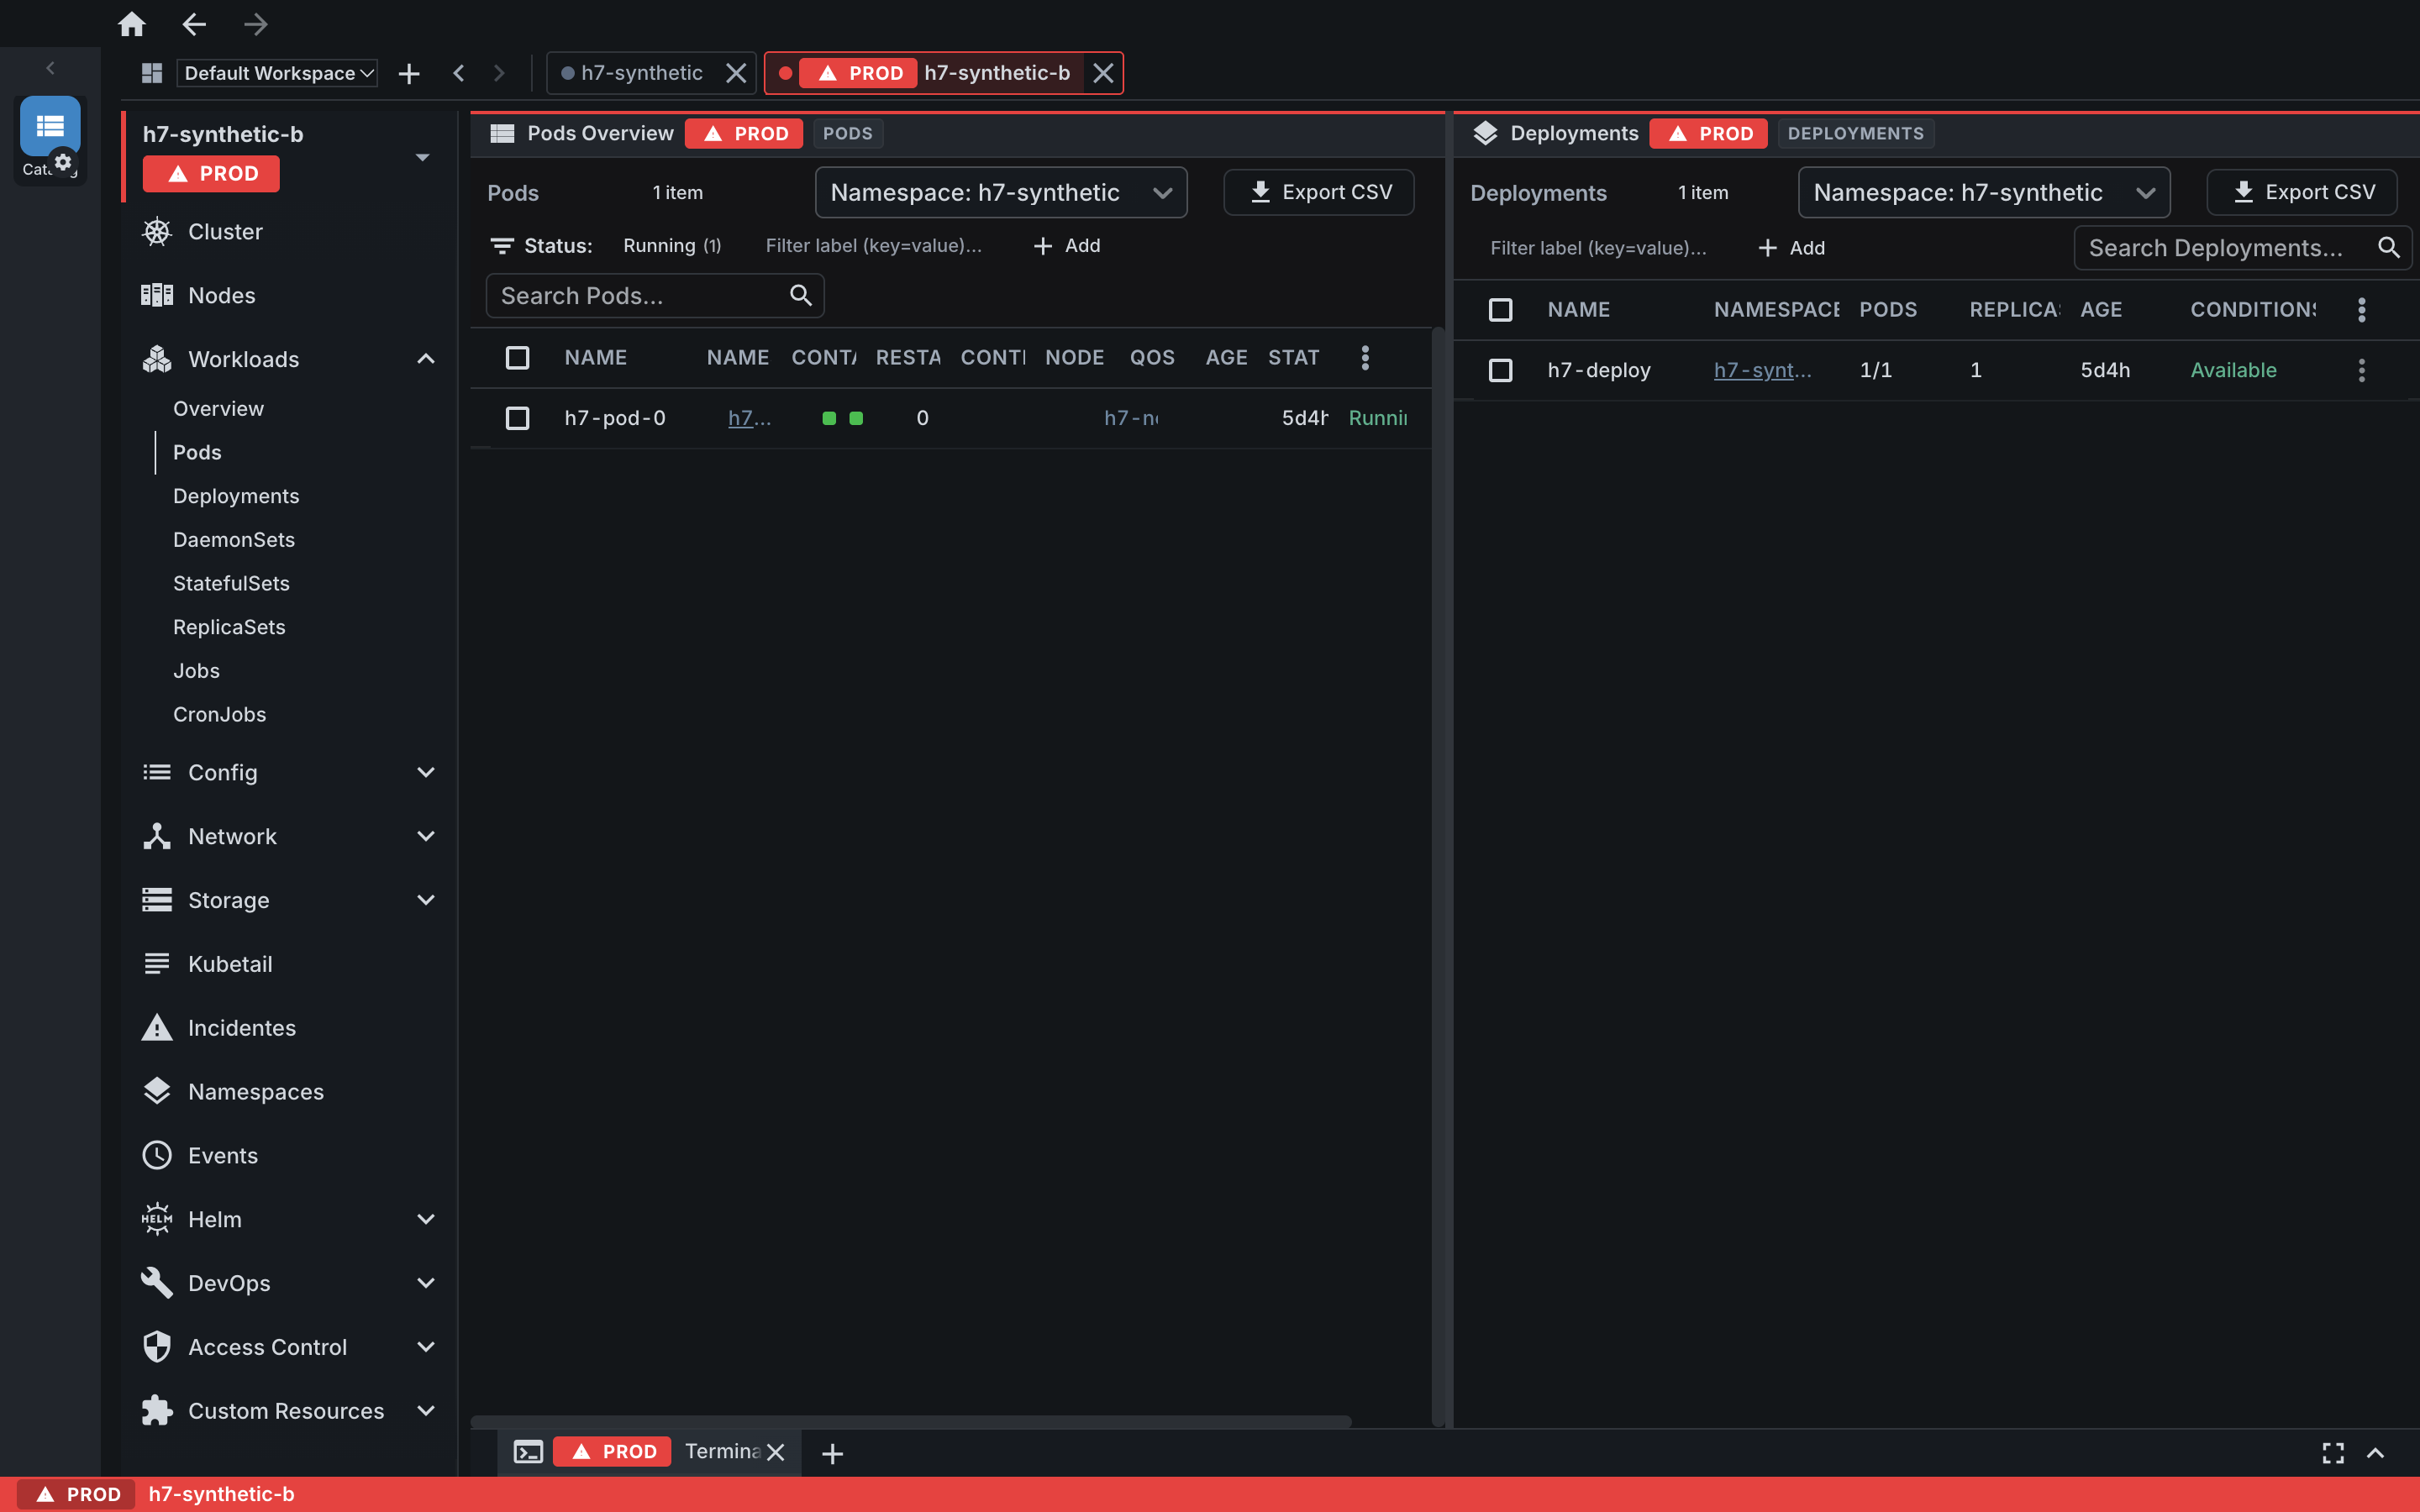 Default Workspace
h7-synthetic
PROD h7-synthetic-b
Catalog
h7-synthetic-b
PROD
Cluster
Nodes
Workloads
Overview
Pods
Deployments
DaemonSets
StatefulSets
ReplicaSets
Jobs
CronJobs
Config
Network
Storage
Kubetail
Incidentes
Namespaces
Events
HELM Helm
DevOps
Access Control
Custom Resources
Pods Overview PROD PODS
Pods 1 item Namespace: h7-synthetic Export CSV
Status: Running (1) Filter label (key=value)... Add
Search Pods...
NAME NAME CONTA RESTA CONTI NODE QOS AGE STAT
h7-pod-0 h7... 0 h7-n 5d4h Runni
Deployments PROD DEPLOYMENTS
Deployments 1 item Namespace: h7-synthetic Export CSV
Filter label (key=value)... Add Search Deployments...
NAME NAMESPACE PODS REPLICAS AGE CONDITIONS
h7-deploy h7-synt... 1/1 1 5d4h Available
PROD Termina
PROD h7-synthetic-b